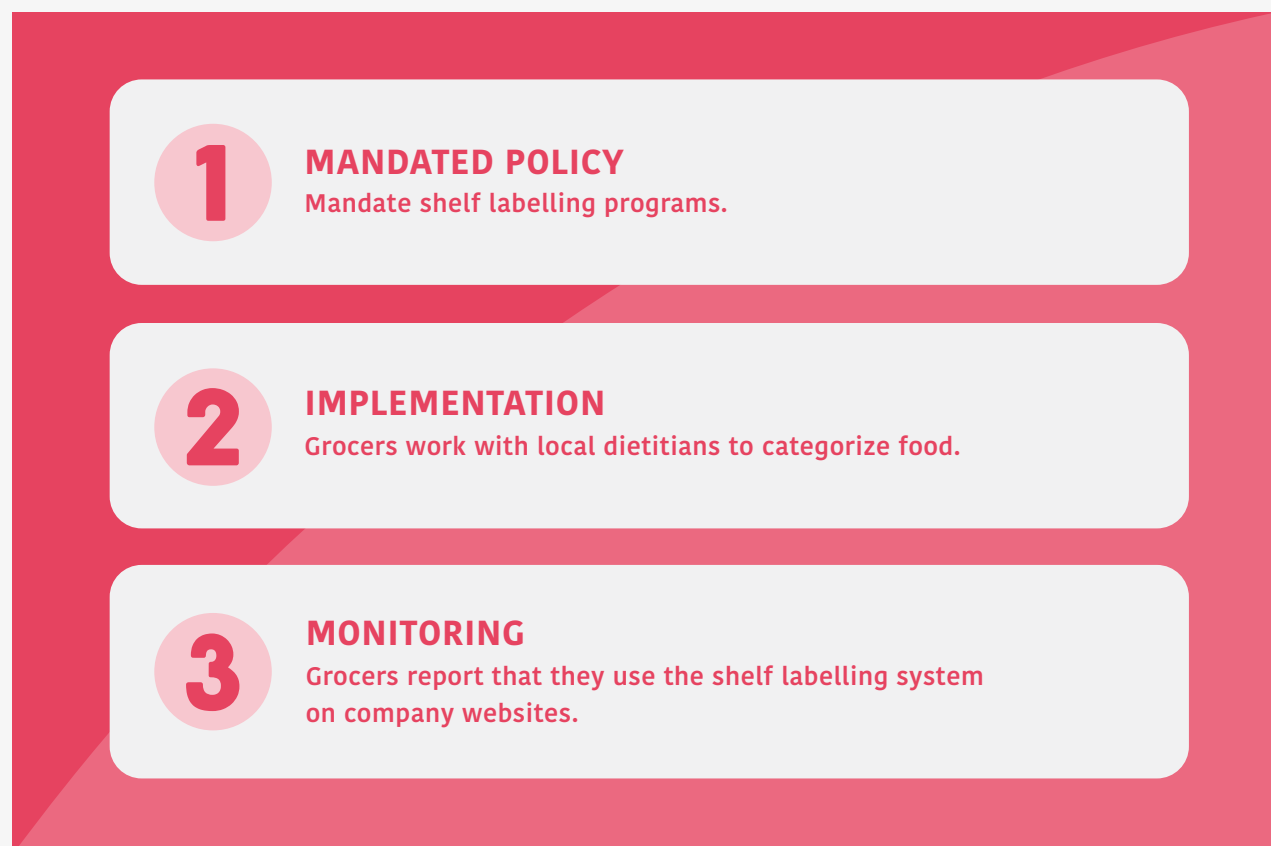 1
MANDATED POLICY
Mandate shelf labelling programs.
2
IMPLEMENTATION
Grocers work with local dietitians to categorize food.
3
MONITORING
Grocers report that they use the shelf labelling system
on company websites.